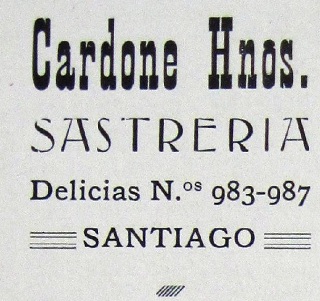 Cardone Hnos.
SASTRERIA
Delicias N.ºˢ 983-987
SANTIAGO